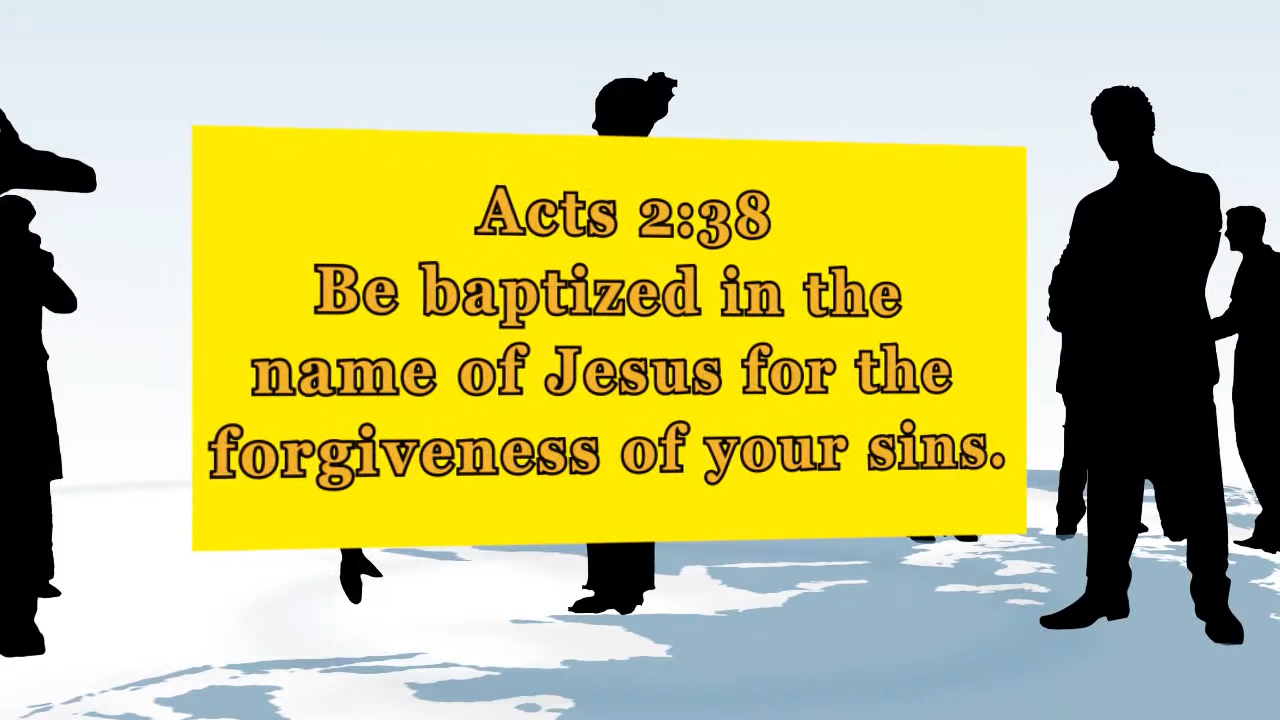 Acts 2:38
Be baptized in the
name of Jesus for the
forgiveness of your sins.